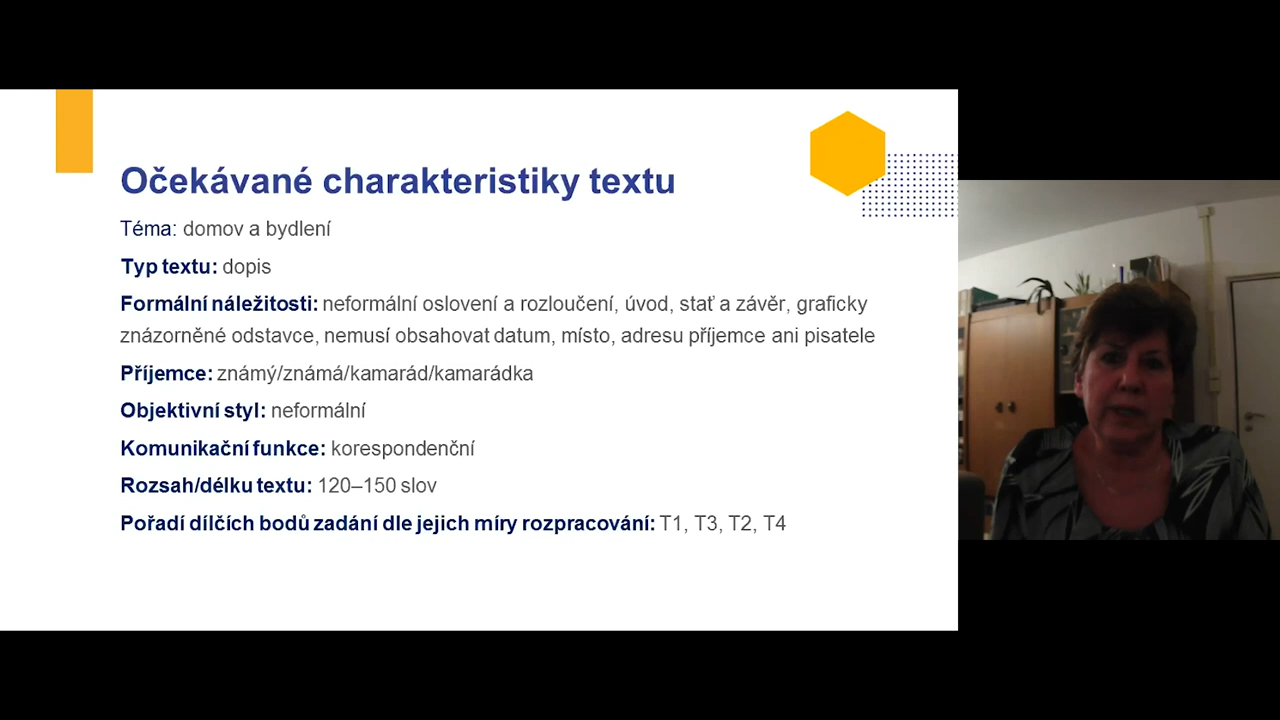 Očekávané charakteristiky textu
Téma: domov a bydlení
Typ textu: dopis
Formální náležitosti: neformální oslovení a rozloučení, úvod, stať a závěr, graficky
znázorněné odstavce, nemusí obsahovat datum, místo, adresu příjemce ani pisatele
Příjemce: známý/známá/kamarád/kamarádka
Objektivní styl: neformální
Komunikační funkce: korespondenční
Rozsah/délku textu: 120–150 slov
Pořadí dílčích bodů zadání dle jejich míry rozpracování: T1, T3, T2, T4